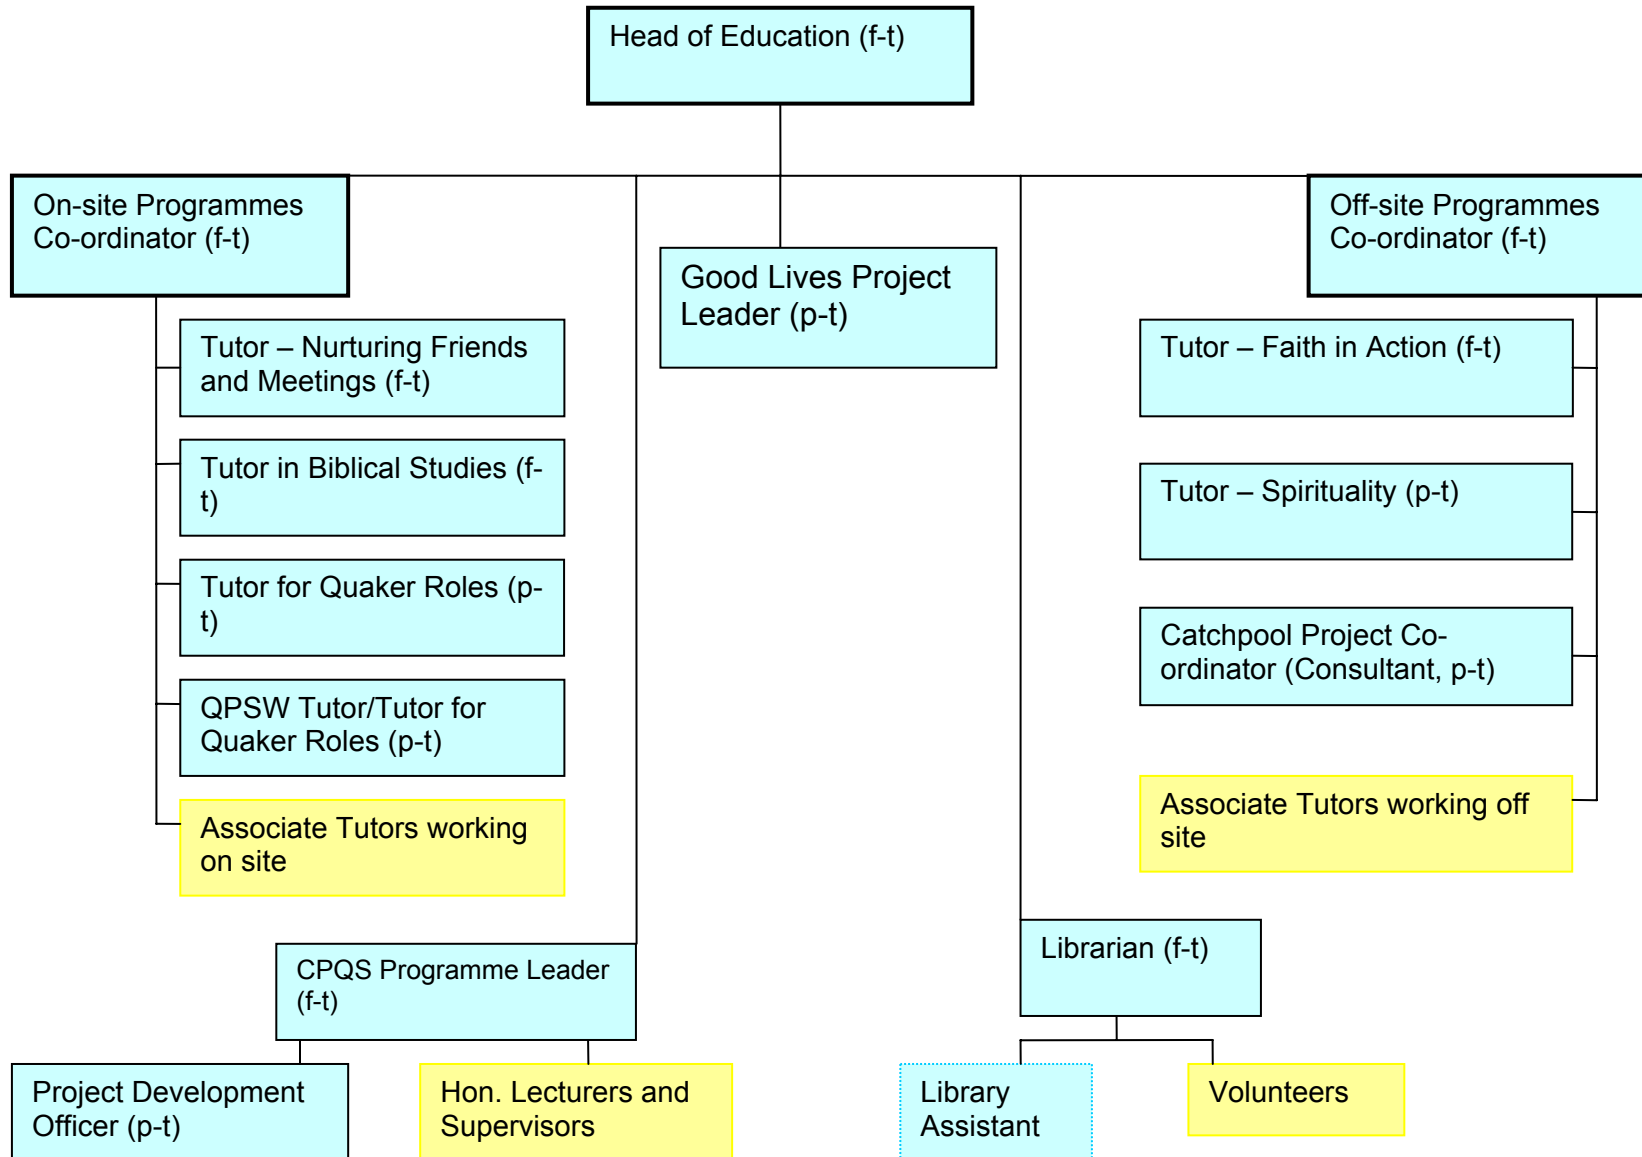 Head of Education (f-t)
On-site Programmes
Co-ordinator (f-t)
Off-site Programmes
Co-ordinator (f-t)
Good Lives Project
Leader (p-t)
Tutor – Nurturing Friends
and Meetings (f-t)
Tutor in Biblical Studies (f-
t)
Tutor for Quaker Roles (p-
t)
QPSW Tutor/Tutor for
Quaker Roles (p-t)
Associate Tutors working
on site
Tutor – Faith in Action (f-t)
Tutor – Spirituality (p-t)
Catchpool Project Co-
ordinator (Consultant, p-t)
Associate Tutors working off
site
CPQS Programme Leader
(f-t)
Librarian (f-t)
Project Development
Officer (p-t)
Hon. Lecturers and
Supervisors
Library
Assistant
Volunteers